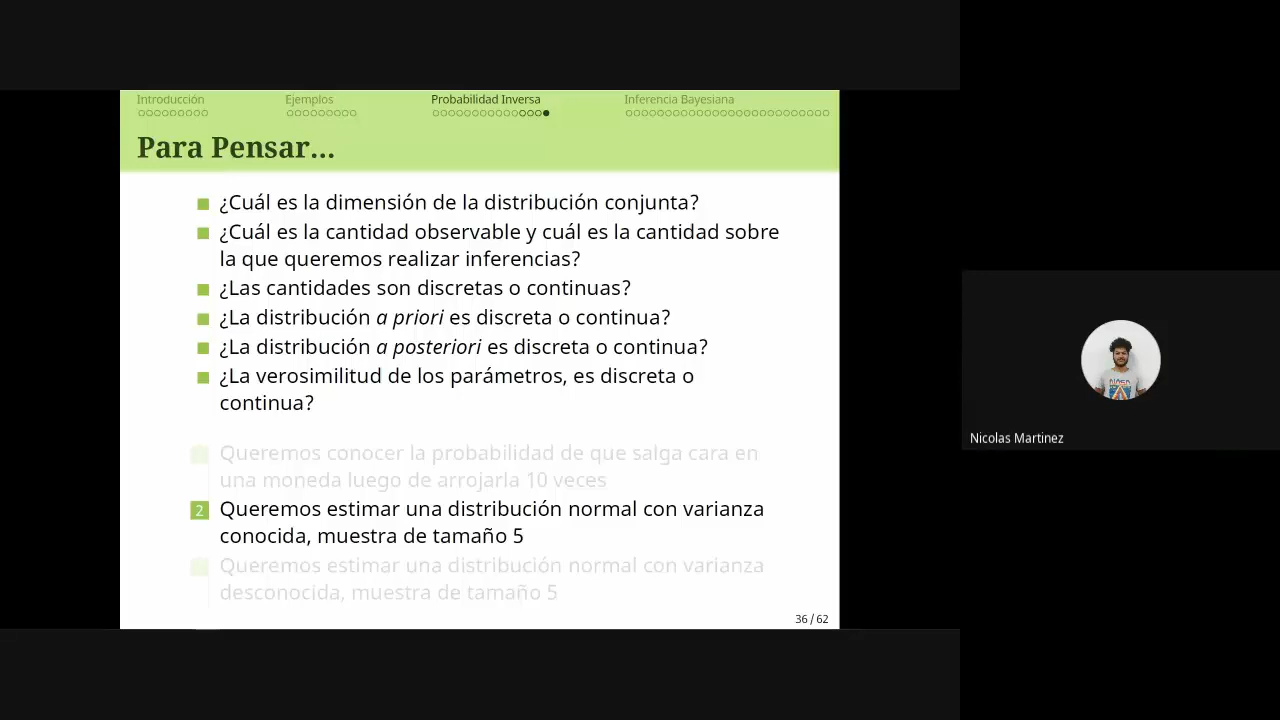 Introducción Ejemplos Probabilidad Inversa Inferencia Bayesiana
Para Pensar...
¿Cuál es la dimensión de la distribución conjunta?
¿Cuál es la cantidad observable y cuál es la cantidad sobre
la que queremos realizar inferencias?
¿Las cantidades son discretas o continuas?
¿La distribución a priori es discreta o continua?
¿La distribución a posteriori es discreta o continua?
¿La verosimilitud de los parámetros, es discreta o
continua?
Queremos conocer la probabilidad de que salga cara en
una moneda luego de arrojarla 10 veces
2 Queremos estimar una distribución normal con varianza
conocida, muestra de tamaño 5
Queremos estimar una distribución normal con varianza
desconocida, muestra de tamaño 5
36 / 62
Nicolas Martinez